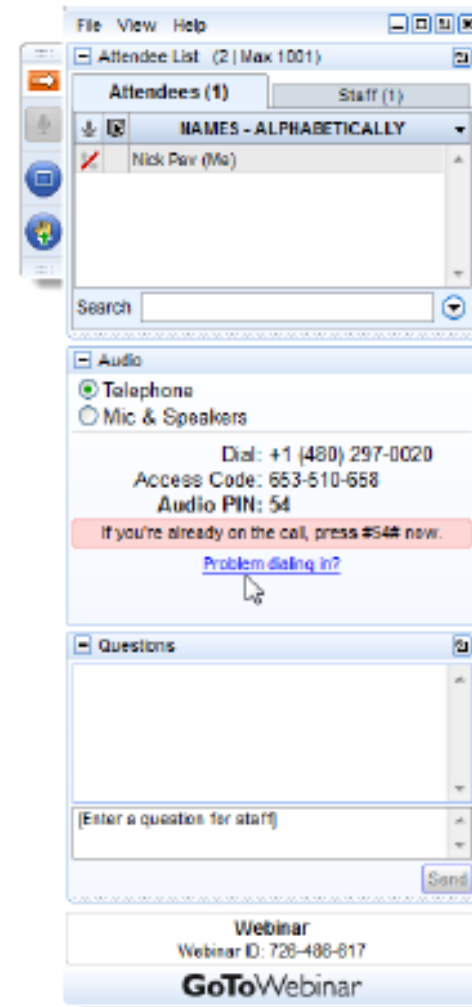 File View Help
Attendee List (2 | Max 1001)
Attendees (1)
Staff (1)
NAMES - ALPHABETICALLY
Nick Pav (Me)
Search
Audio
Telephone
Mic & Speakers
Dial: +1 (480) 297-0020
Access Code: 653-510-658
Audio PIN: 54
If you're already on the call, press #54# now.
Problem dialing in?
Questions
[Enter a question for staff]
Send
Webinar
Webinar ID: 726-486-617
GoToWebinar